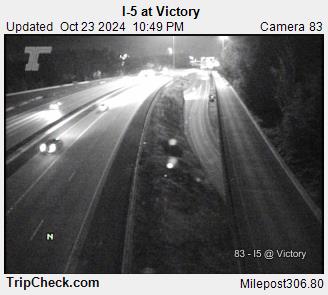 I-5 at Victory
Updated Oct 23 2024 10:49 PM Camera 83
T
N
83 - I5 @ Victory
TripCheck.com Milepost306.80